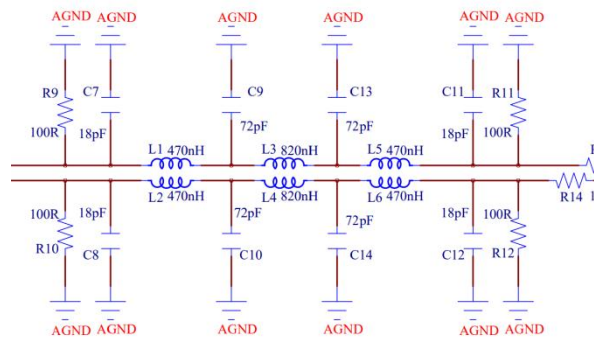 AGND AGND AGND AGND AGND AGND
R9 C7 C9 C13 C11 R11
100R 18pF 72pF 72pF 18pF 100R
L1 470nH L3 820nH L5 470nH
L2 470nH L4 820nH L6 470nH
R14
100R 18pF 72pF 72pF 18pF 100R
R10 C8 C10 C14 C12 R12
AGND AGND AGND AGND AGND AGND